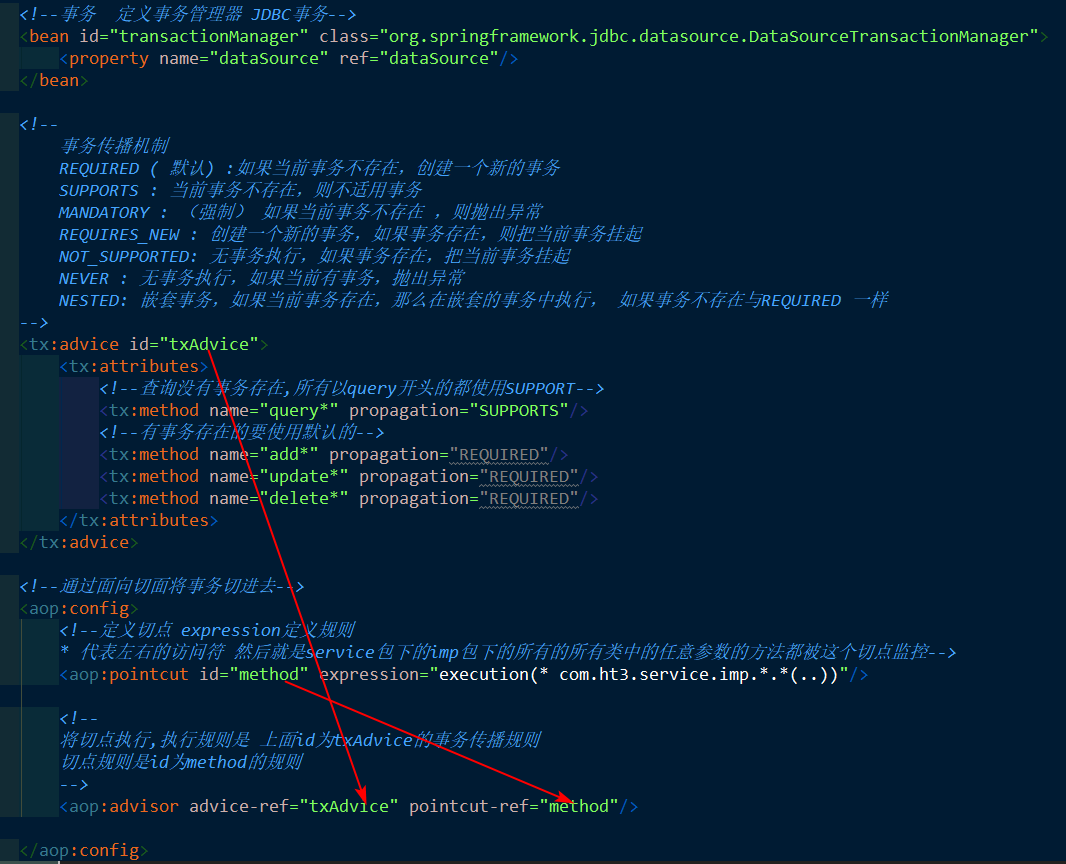 <!--事务  定义事务管理器 JDBC事务-->
<bean id="transactionManager" class="org.springframework.jdbc.datasource.DataSourceTransactionManager">
    <property name="dataSource" ref="dataSource"/>
</bean>
<!--
    事务传播机制
    REQUIRED ( 默认) :如果当前事务不存在，创建一个新的事务
    SUPPORTS : 当前事务不存在，则不适用事务
    MANDATORY : （强制） 如果当前事务不存在 ，则抛出异常
    REQUIRES_NEW : 创建一个新的事务，如果事务存在，则把当前事务挂起
    NOT_SUPPORTED: 无事务执行，如果事务存在，把当前事务挂起
    NEVER : 无事务执行，如果当前有事务，抛出异常
    NESTED: 嵌套事务，如果当前事务存在，那么在嵌套的事务中执行， 如果事务不存在与REQUIRED 一样
-->
<tx:advice id="txAdvice">
    <tx:attributes>
        <!--查询没有事务存在,所有以query开头的都使用SUPPORT-->
        <tx:method name="query*" propagation="SUPPORTS"/>
        <!--有事务存在的要使用默认的-->
        <tx:method name="add*" propagation="REQUIRED"/>
        <tx:method name="update*" propagation="REQUIRED"/>
        <tx:method name="delete*" propagation="REQUIRED"/>
    </tx:attributes>
</tx:advice>
<!--通过面向切面将事务切进去-->
<aop:config>
    <!--定义切点 expression定义规则
    * 代表左右的访问符 然后就是service包下的imp包下的所有的所有类中的任意参数的方法都被这个切点监控-->
    <aop:pointcut id="method" expression="execution(* com.ht3.service.imp.*.*(..))"/>
    <!--
    将切点执行,执行规则是 上面id为txAdvice的事务传播规则
    切点规则是id为method的规则
    -->
    <aop:advisor advice-ref="txAdvice" pointcut-ref="method"/>
</aop:config>